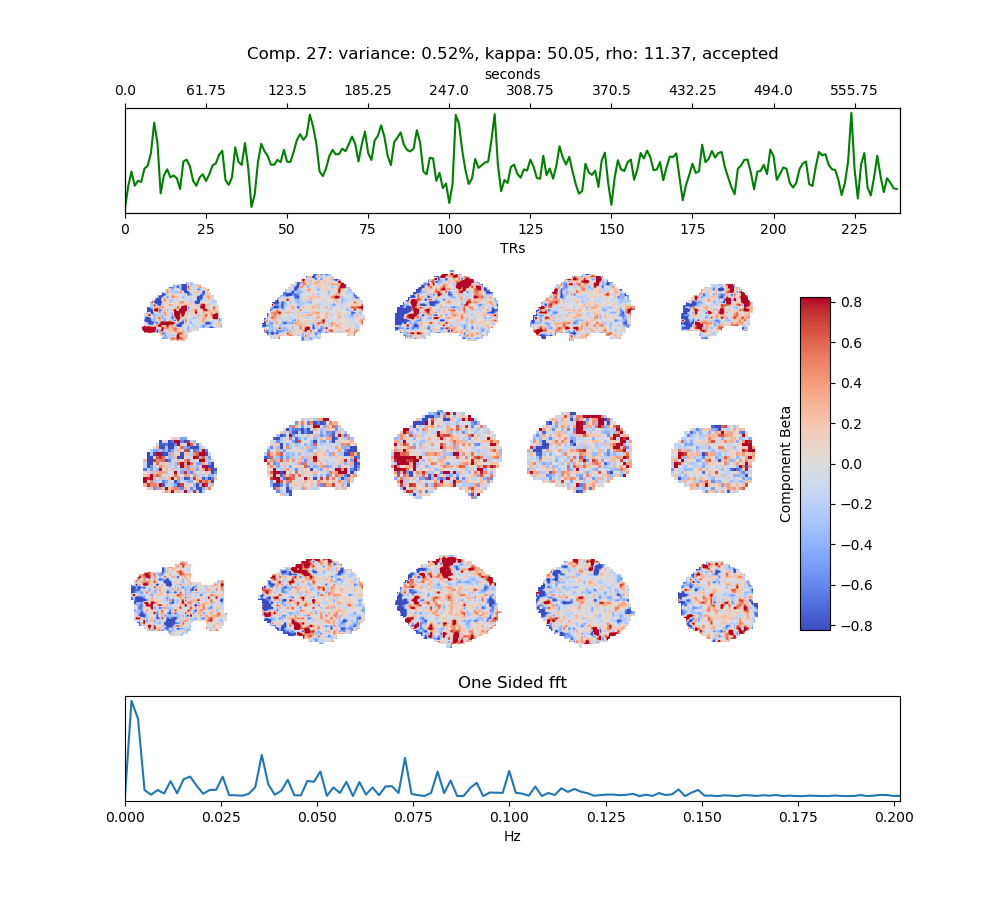 Comp. 27: variance: 0.52%, kappa: 50.05, rho: 11.37, accepted
seconds
0.0 61.75 123.5 185.25 247.0 308.75 370.5 432.25 494.0 555.75
0 25 50 75 100 125 150 175 200 225
TRs
0.8
0.6
0.4
0.2
0.0
−0.2
−0.4
−0.6
−0.8
Component Beta
One Sided fft
0.000 0.025 0.050 0.075 0.100 0.125 0.150 0.175 0.200
Hz